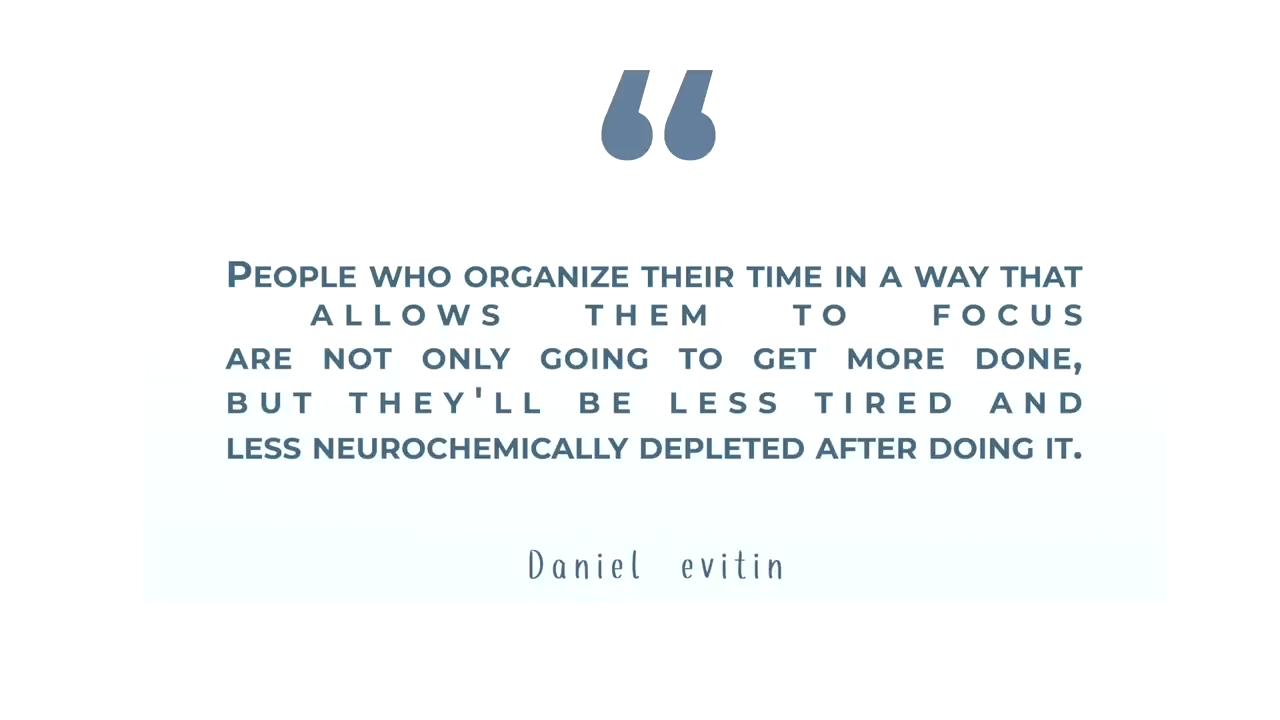 “
PEOPLE WHO ORGANIZE THEIR TIME IN A WAY THAT
ALLOWS THEM TO FOCUS
ARE NOT ONLY GOING TO GET MORE DONE,
BUT THEY'LL BE LESS TIRED AND
LESS NEUROCHEMICALLY DEPLETED AFTER DOING IT.
Daniel evitin